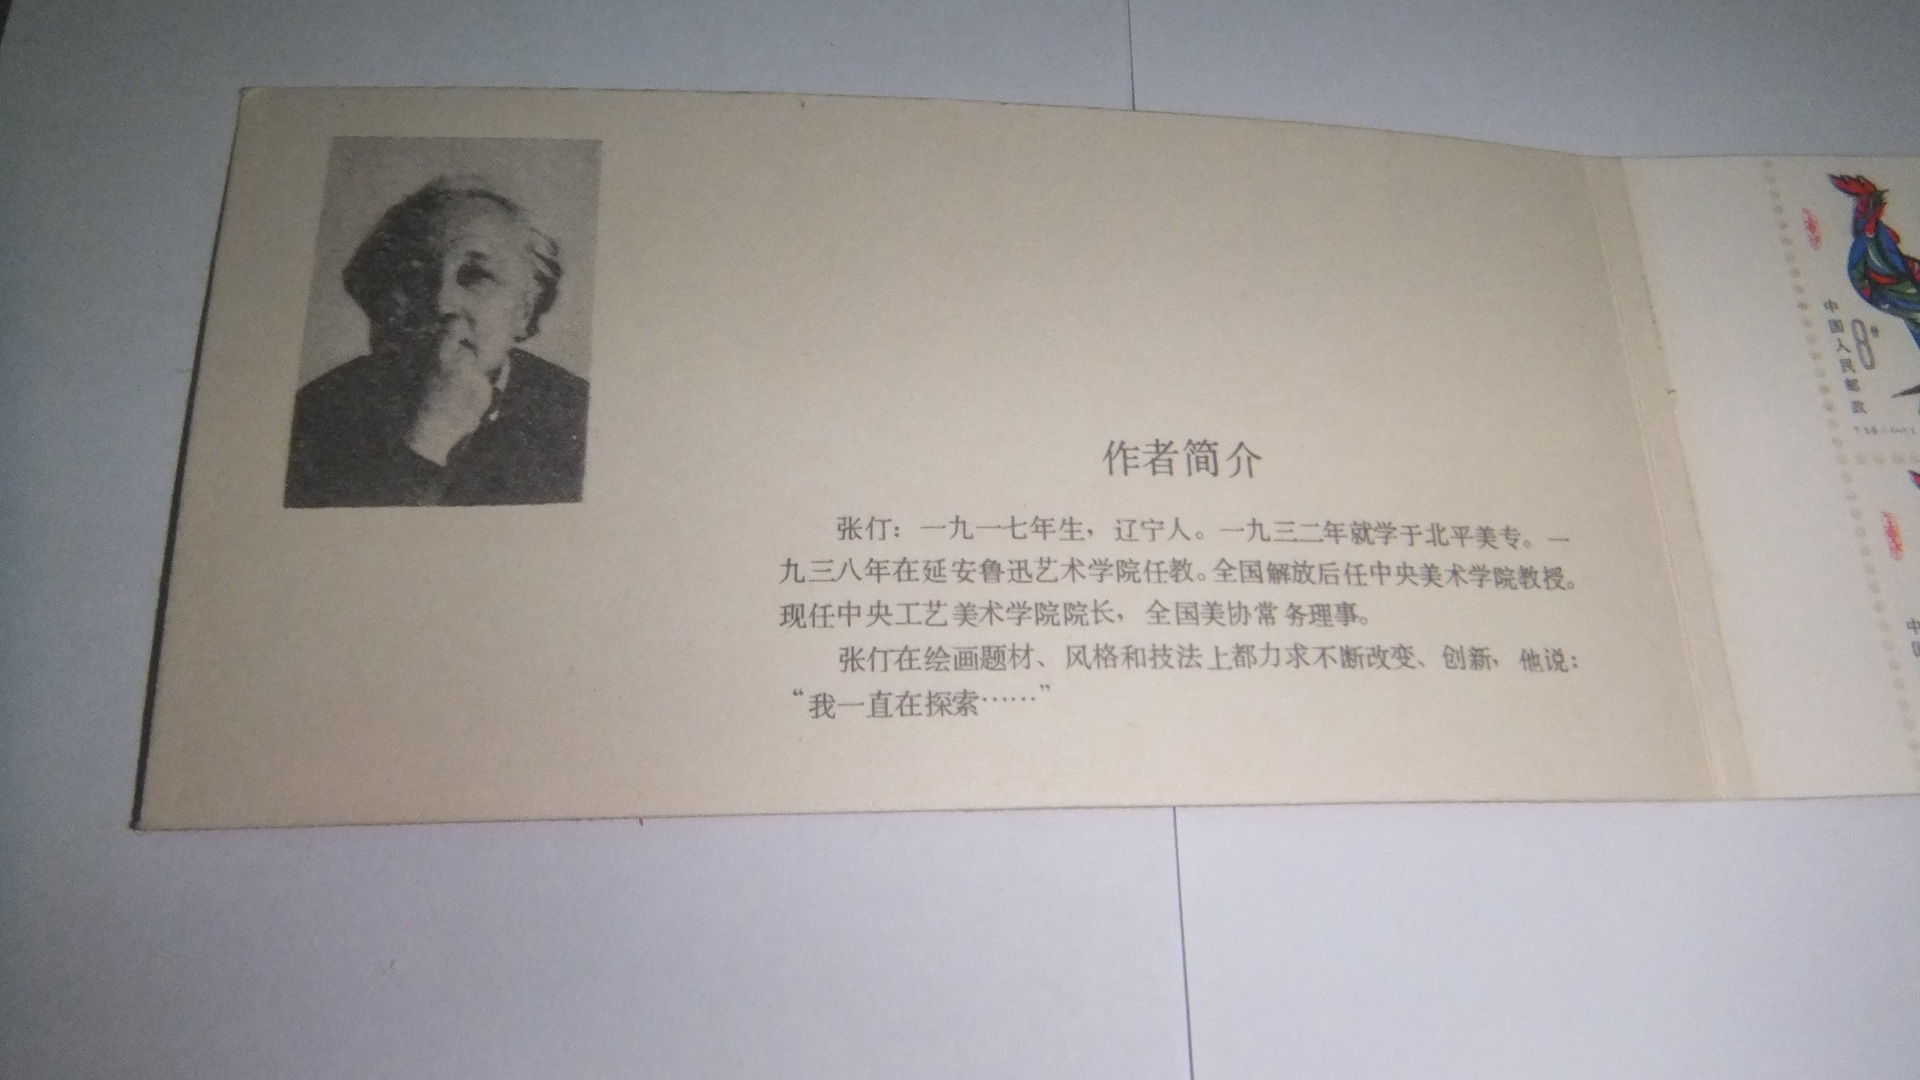 作者简介
张仃：一九一七年生，辽宁人。一九三二年就学于北平美专。一
九三八年在延安鲁迅艺术学院任教。全国解放后任中央美术学院教授。
现任中央工艺美术学院院长，全国美协常务理事。
张仃在绘画题材、风格和技法上都力求不断改变、创新，他说：
“我一直在探索……”
中国人民邮政
8分
中国